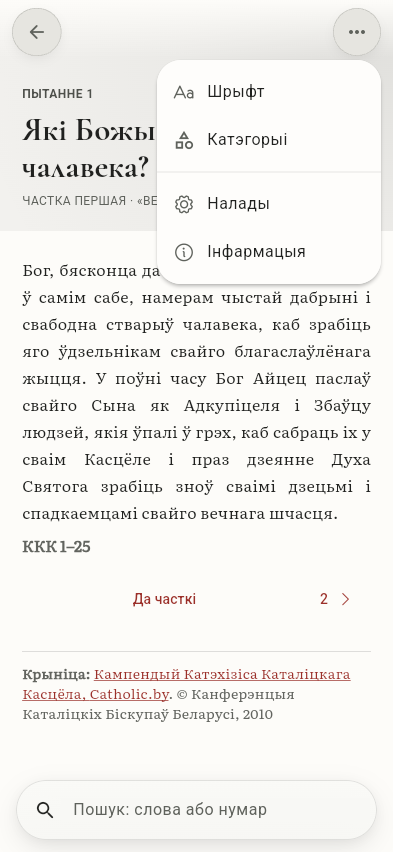 ПЫТАННЕ 1
Які Божы
чалавека?
ЧАСТКА ПЕРШАЯ · «ВЕ
Шрыфт
Катэгорыі
Налады
Інфармацыя
Бог, бясконца да
ў самім сабе, намерам чыстай дабрыні і
свабодна стварыў чалавека, каб зрабіць
яго ўдзельнікам свайго благаслаўлёнага
жыцця. У поўні часу Бог Айцец паслаў
свайго Сына як Адкупіцеля і Збаўцу
людзей, якія ўпалі ў грэх, каб сабраць іх у
сваім Касцёле і праз дзеянне Духа
Святога зрабіць зноў сваімі дзецьмі і
спадкаемцамі свайго вечнага шчасця.
ККК 1–25
Да часткі
2
Крыніца: Кампендый Катэхізіса Каталіцкага
Касцёла, Catholic.by. © Канферэнцыя
Каталіцкіх Біскупаў Беларусі, 2010
Пошук: слова або нумар